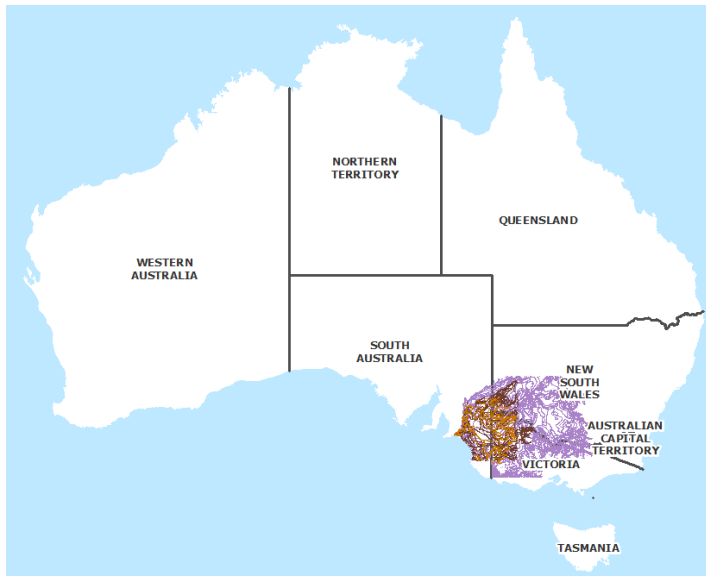 NORTHERN
TERRITORY
QUEENSLAND
WESTERN
AUSTRALIA
SOUTH
AUSTRALIA
NEW
SOUTH
WALES
AUSTRALIAN
CAPITAL
TERRITORY
VICTORIA
TASMANIA